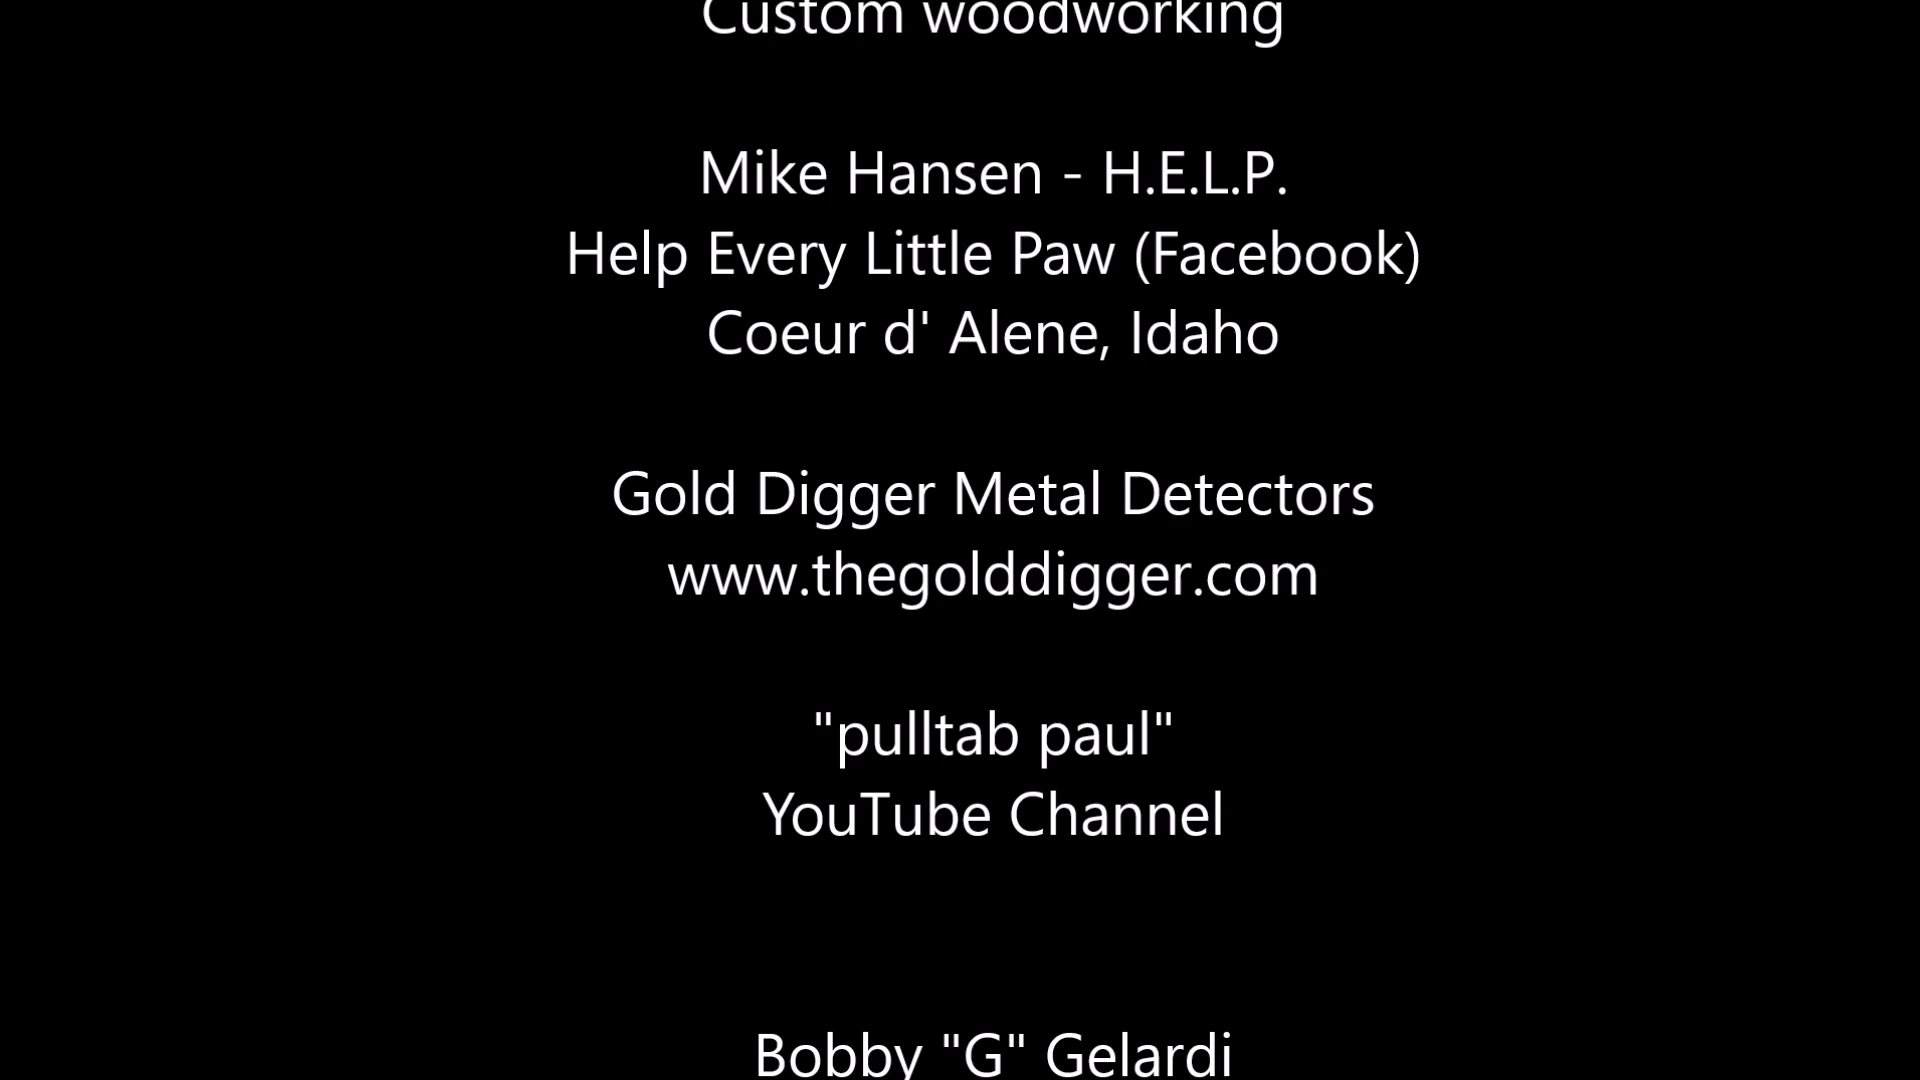 Custom woodworking
Mike Hansen - H.E.L.P.
Help Every Little Paw (Facebook)
Coeur d' Alene, Idaho
Gold Digger Metal Detectors
www.thegolddigger.com
"pulltab paul"
YouTube Channel
Bobby "G" Gelardi